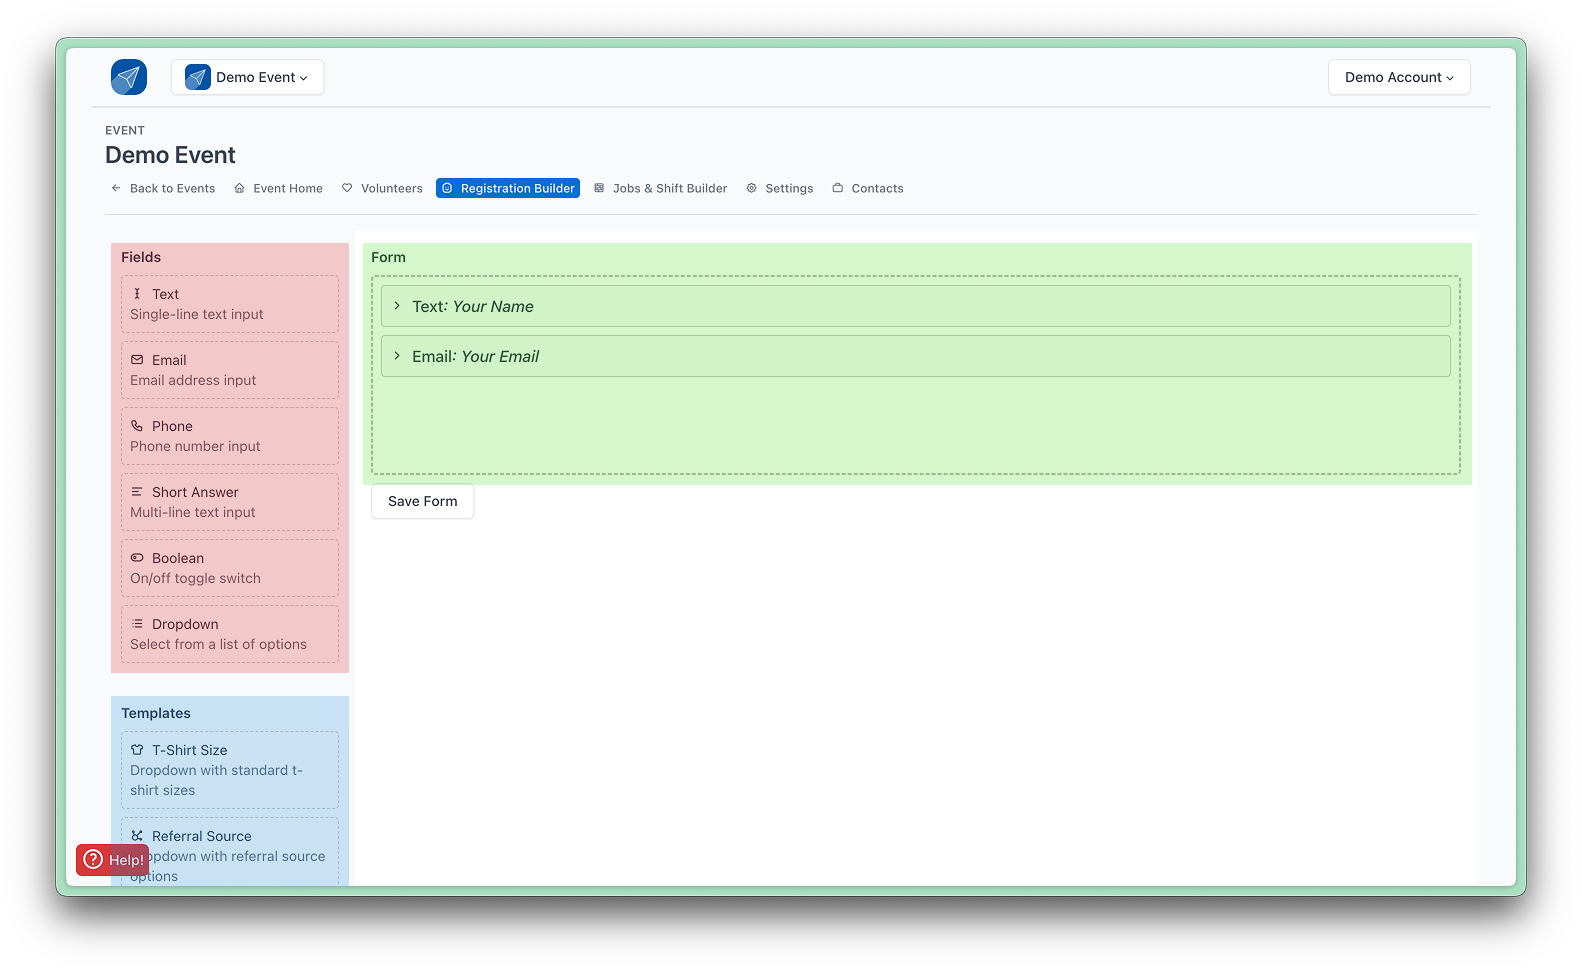 Demo Event
Demo Account
EVENT
Demo Event
Back to Events
Event Home
Volunteers
Registration Builder
Jobs & Shift Builder
Settings
Contacts
Fields
Text
Single-line text input
Email
Email address input
Phone
Phone number input
Short Answer
Multi-line text input
Boolean
On/off toggle switch
Dropdown
Select from a list of options
Templates
T-Shirt Size
Dropdown with standard t-
shirt sizes
Referral Source
opdown with referral source
options
Help!
Form
Text: Your Name
Email: Your Email
Save Form